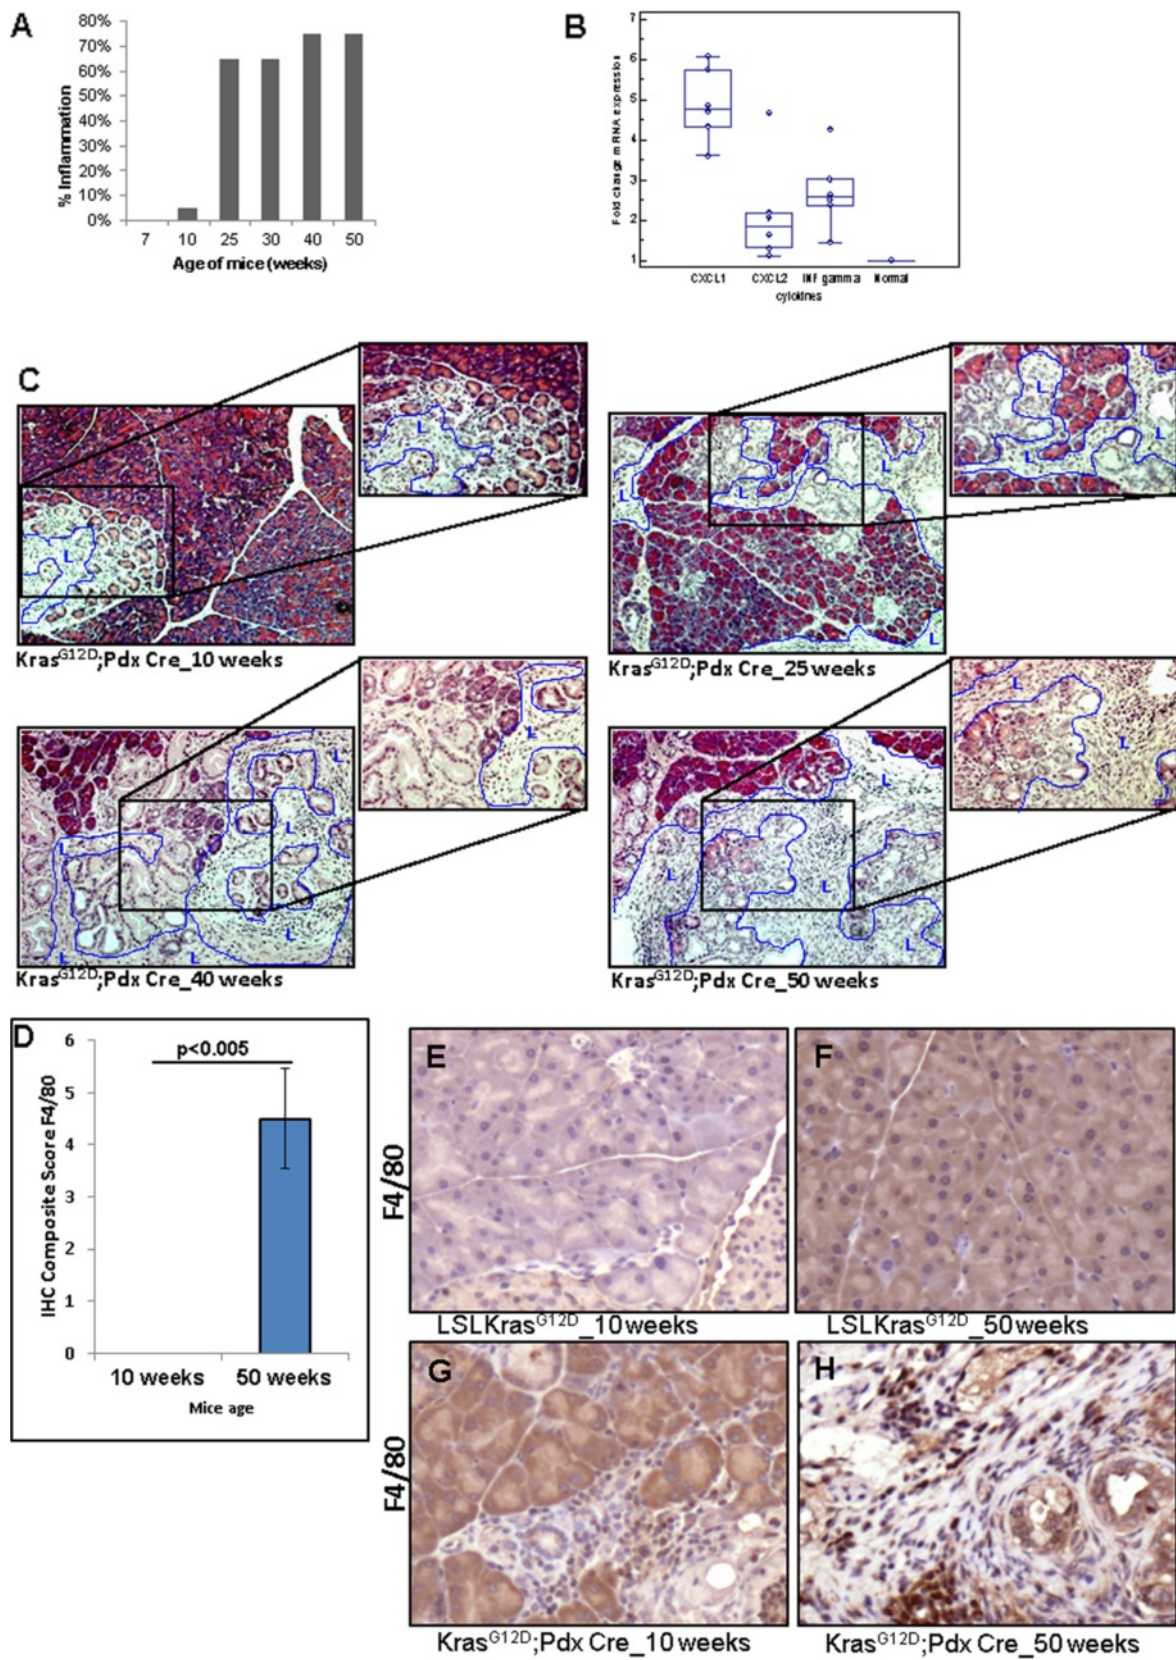 A
80%
70%
60%
50%
40%
30%
20%
10%
0%
% Inflammation
7 10 25 30 40 50
Age of mice (weeks)
B
7
6
5
4
3
2
1
Fold change mRNA expression
CXCL1 CXCL2 INF gamma Normal
cytokines
C
L
L
L
L
L
L
L
L
Kras^G12D;Pdx Cre_10 weeks
Kras^G12D;Pdx Cre_25 weeks
L
L
L
L
L
L
L
L
L
L
L
L
L
Kras^G12D;Pdx Cre_40 weeks
Kras^G12D;Pdx Cre_50 weeks
D
6
5
4
3
2
1
0
IHC Composite Score F4/80
p<0.005
10 weeks 50 weeks
Mice age
F4/80
E
F
LSLKras^G12D_10 weeks
LSLKras^G12D_50 weeks
F4/80
G
H
Kras^G12D;Pdx Cre_10 weeks
Kras^G12D;Pdx Cre_50 weeks